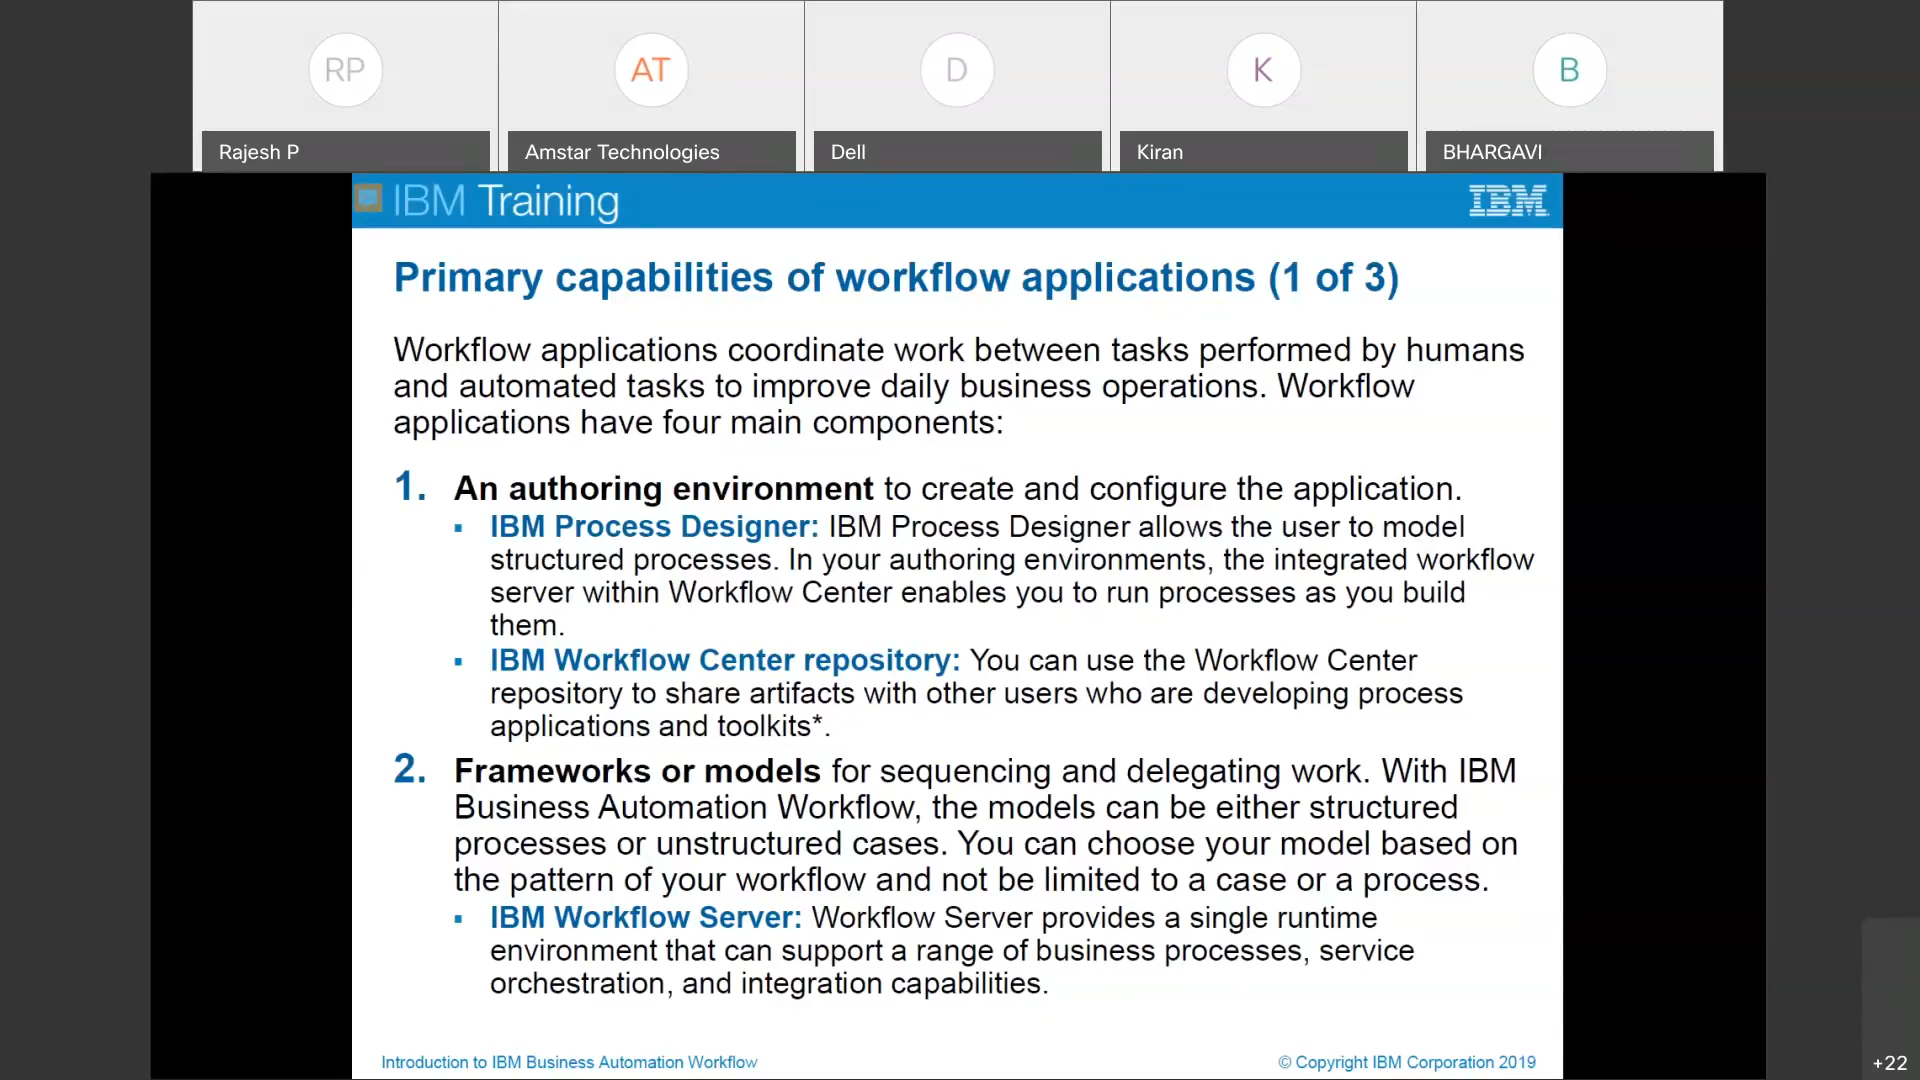 RP
AT
D
K
B
Rajesh P
Amstar Technologies
Dell
Kiran
BHARGAVI
IBM Training
IBM
Primary capabilities of workflow applications (1 of 3)
Workflow applications coordinate work between tasks performed by humans
and automated tasks to improve daily business operations. Workflow
applications have four main components:
1. An authoring environment to create and configure the application.
▪ IBM Process Designer: IBM Process Designer allows the user to model
structured processes. In your authoring environments, the integrated workflow
server within Workflow Center enables you to run processes as you build
them.
▪ IBM Workflow Center repository: You can use the Workflow Center
repository to share artifacts with other users who are developing process
applications and toolkits*.
2. Frameworks or models for sequencing and delegating work. With IBM
Business Automation Workflow, the models can be either structured
processes or unstructured cases. You can choose your model based on
the pattern of your workflow and not be limited to a case or a process.
▪ IBM Workflow Server: Workflow Server provides a single runtime
environment that can support a range of business processes, service
orchestration, and integration capabilities.
Introduction to IBM Business Automation Workflow
© Copyright IBM Corporation 2019
+22